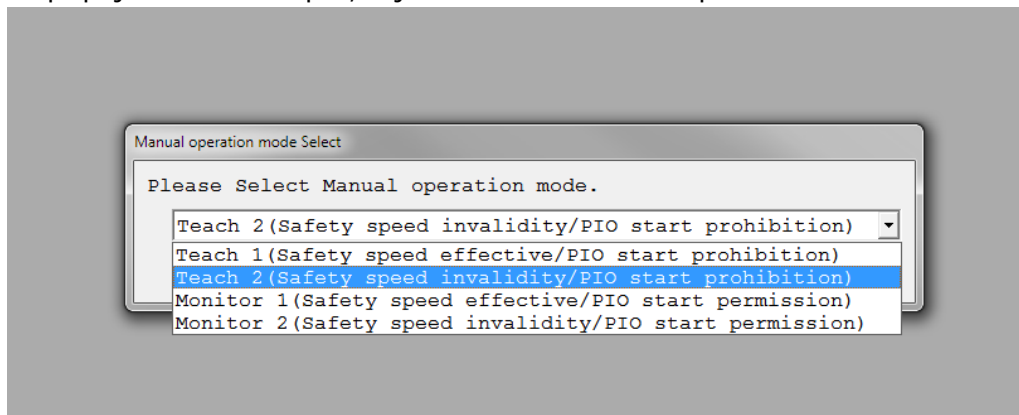 Manual operation mode Select
Please Select Manual operation mode.
Teach 2(Safety speed invalidity/PIO start prohibition)
Teach 1(Safety speed effective/PIO start prohibition)
Teach 2(Safety speed invalidity/PIO start prohibition)
Monitor 1(Safety speed effective/PIO start permission)
Monitor 2(Safety speed invalidity/PIO start permission)